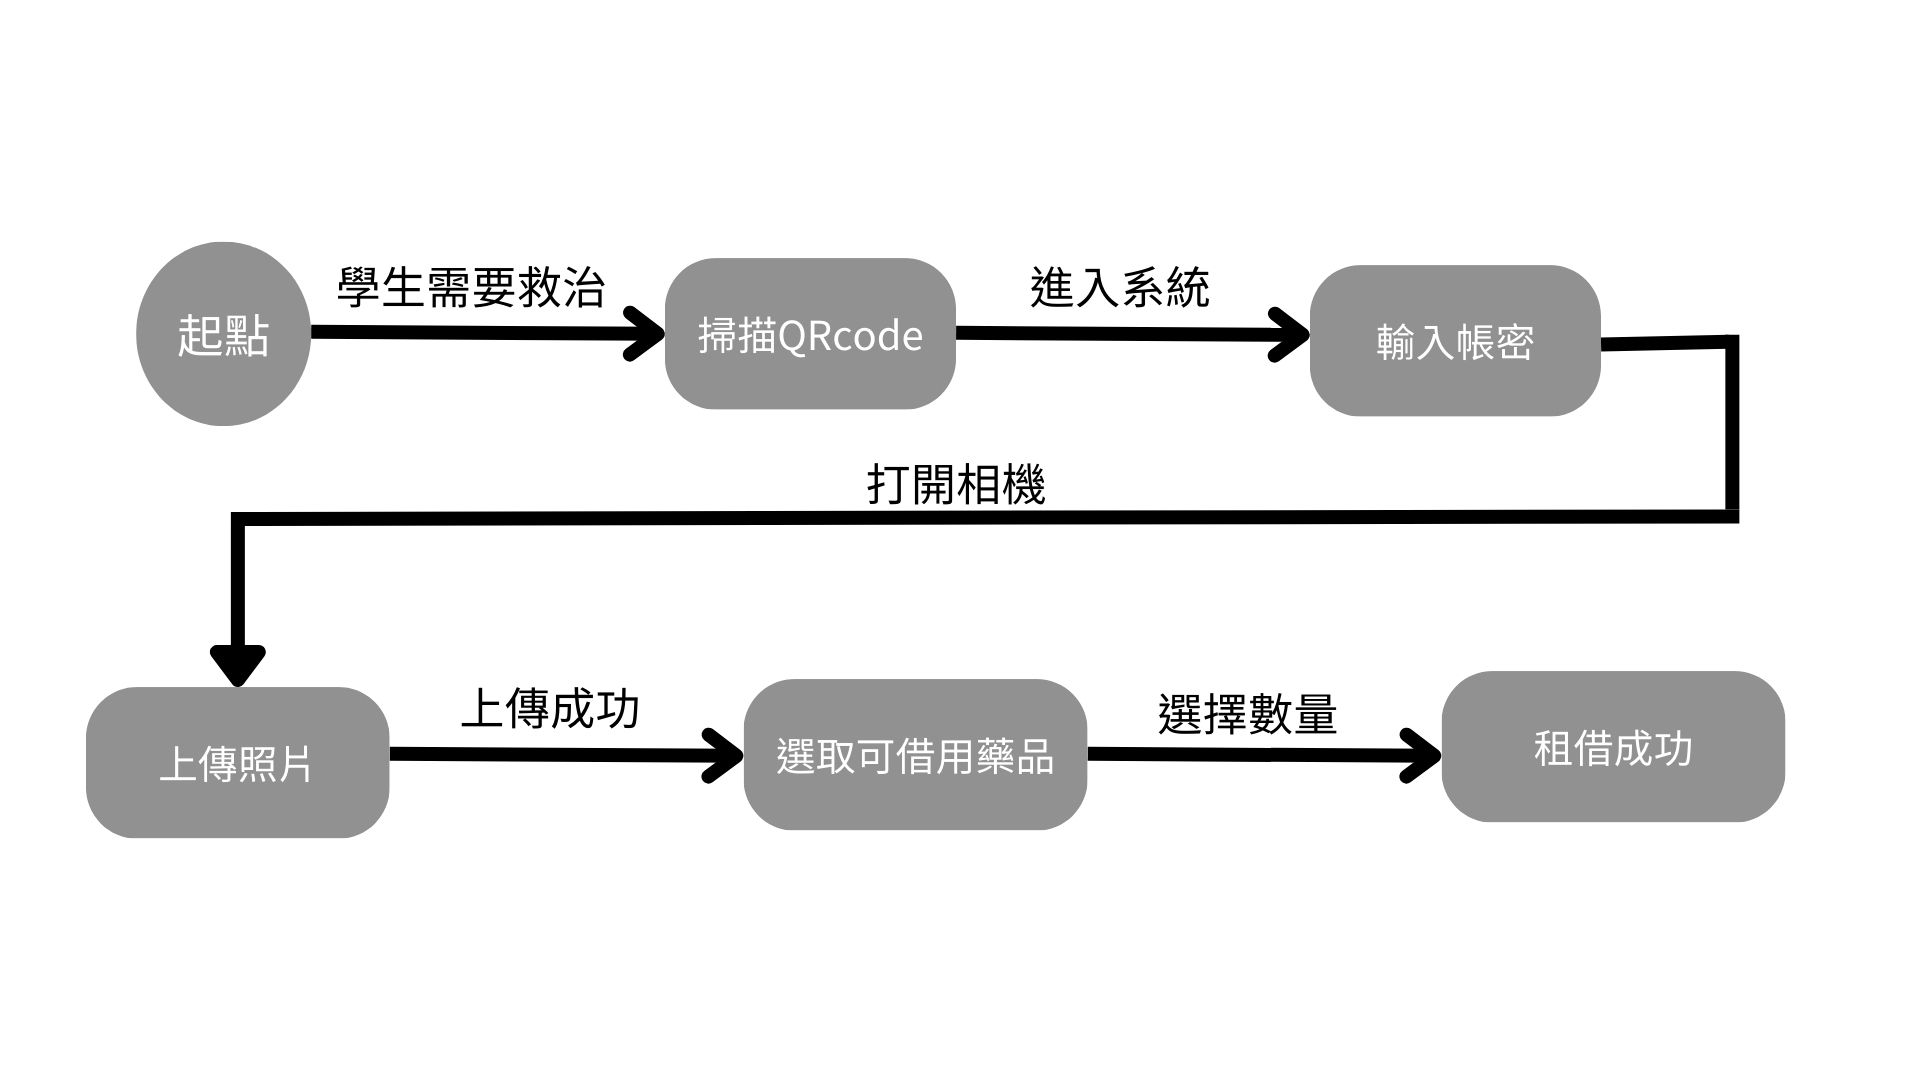 學生需要救治
進入系統
起點
掃描QRcode
輸入帳密
打開相機
上傳成功
選擇數量
上傳照片
選取可借用藥品
租借成功